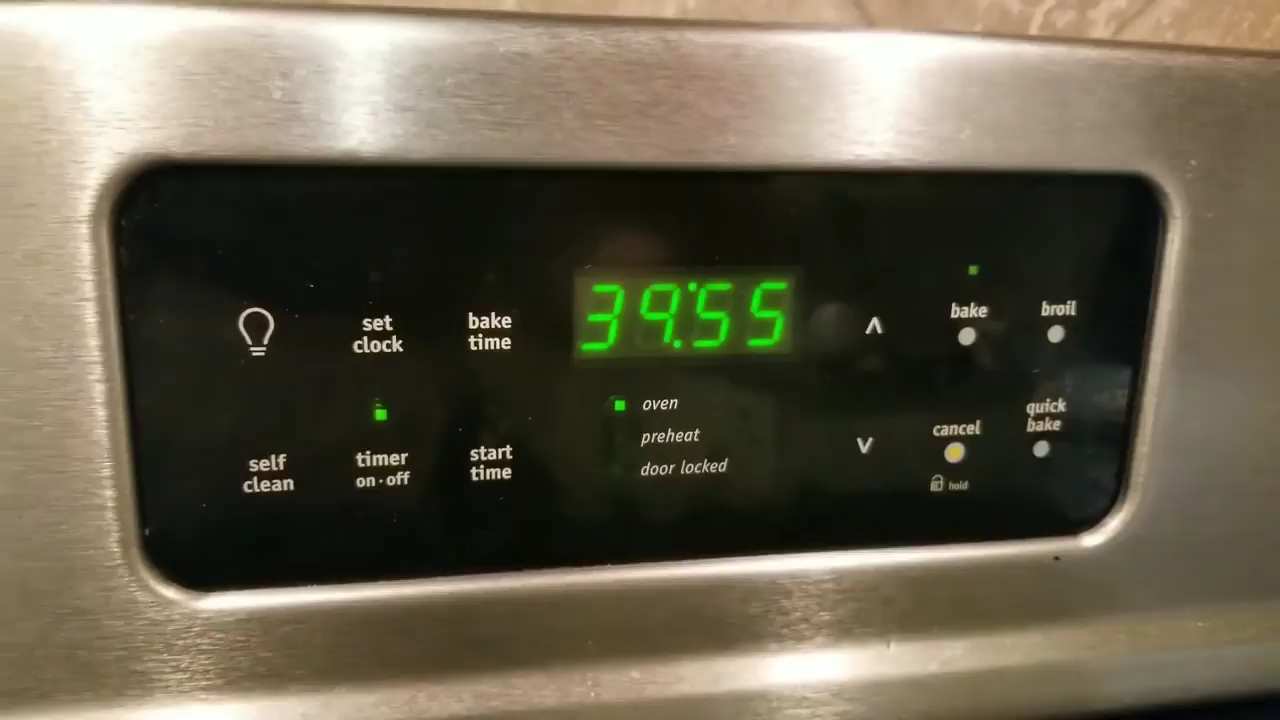 set
clock
bake
time
39:55
bake
broil
oven
preheat
door locked
self
clean
timer
on·off
start
time
cancel
hold
quick
bake